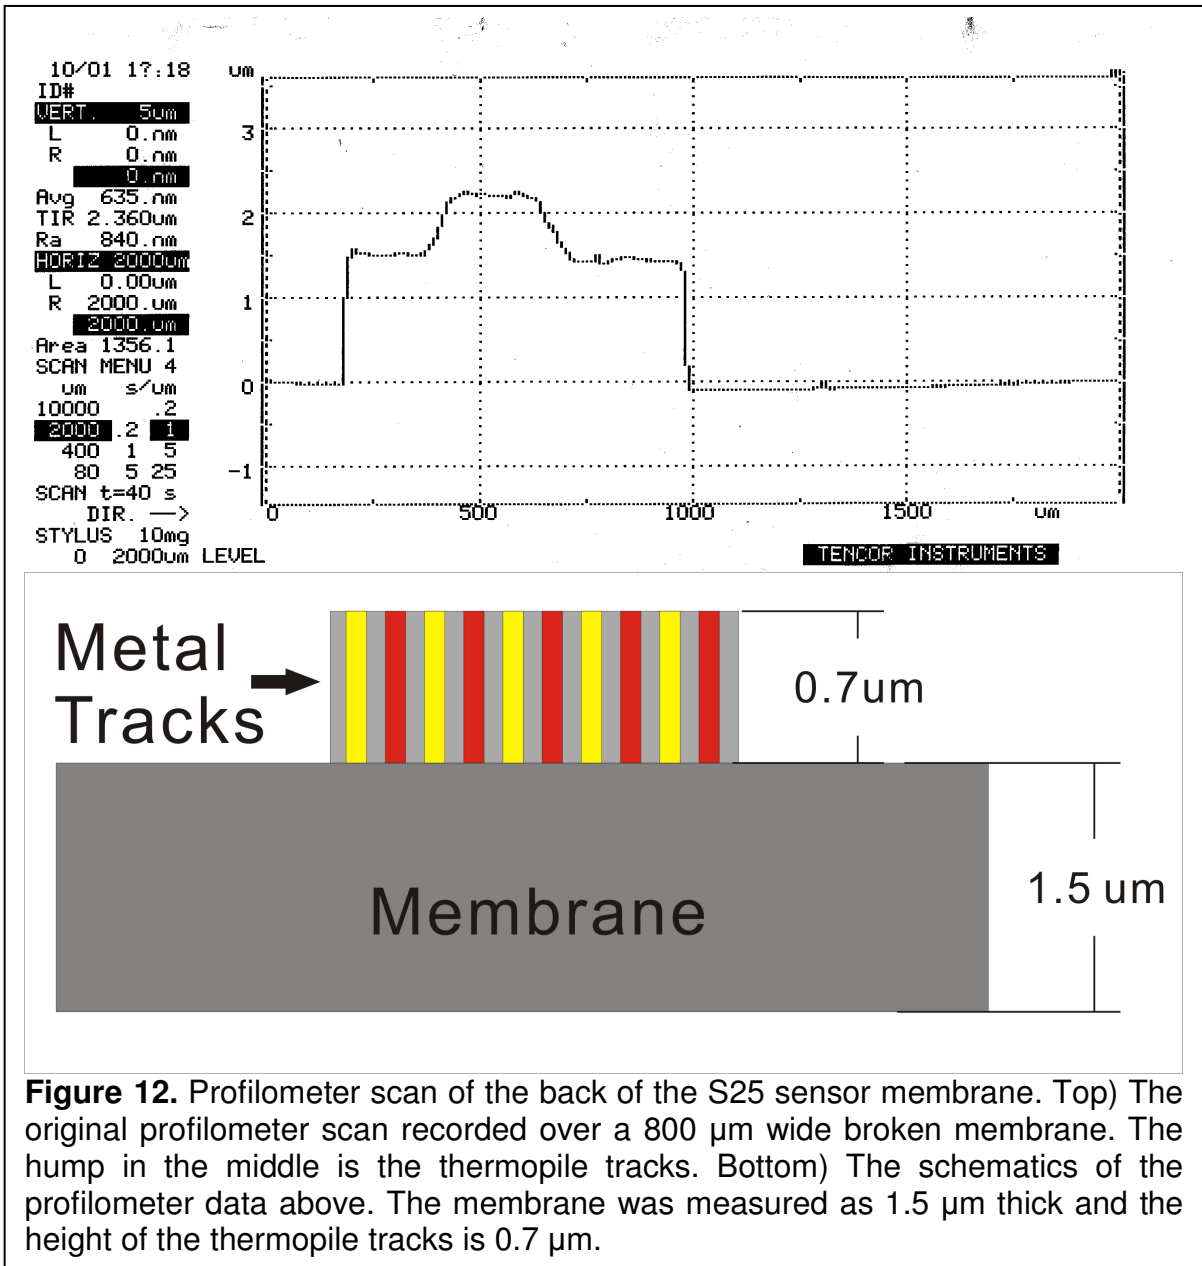 10/01 17:18
ID#
VERT. 5um
L 0.nm
R 0.nm
0.nm
Avg 635.nm
TIR 2.360um
Ra 840.nm
HORIZ 2000um
L 0.00um
R 2000.um
2000.um
Area 1356.1
SCAN MENU 4
um s/um
10000 .2
2000 .2 1
400 1 5
80 5 25
SCAN t=40 s
DIR. —>
STYLUS 10mg
0 2000um LEVEL
um
3
2
1
0
-1
0 500 1000 1500 um
TENCOR INSTRUMENTS
Metal
Tracks
0.7um
Membrane
1.5 um
Figure 12. Profilometer scan of the back of the S25 sensor membrane. Top) The
original profilometer scan recorded over a 800 µm wide broken membrane. The
hump in the middle is the thermopile tracks. Bottom) The schematics of the
profilometer data above. The membrane was measured as 1.5 µm thick and the
height of the thermopile tracks is 0.7 µm.